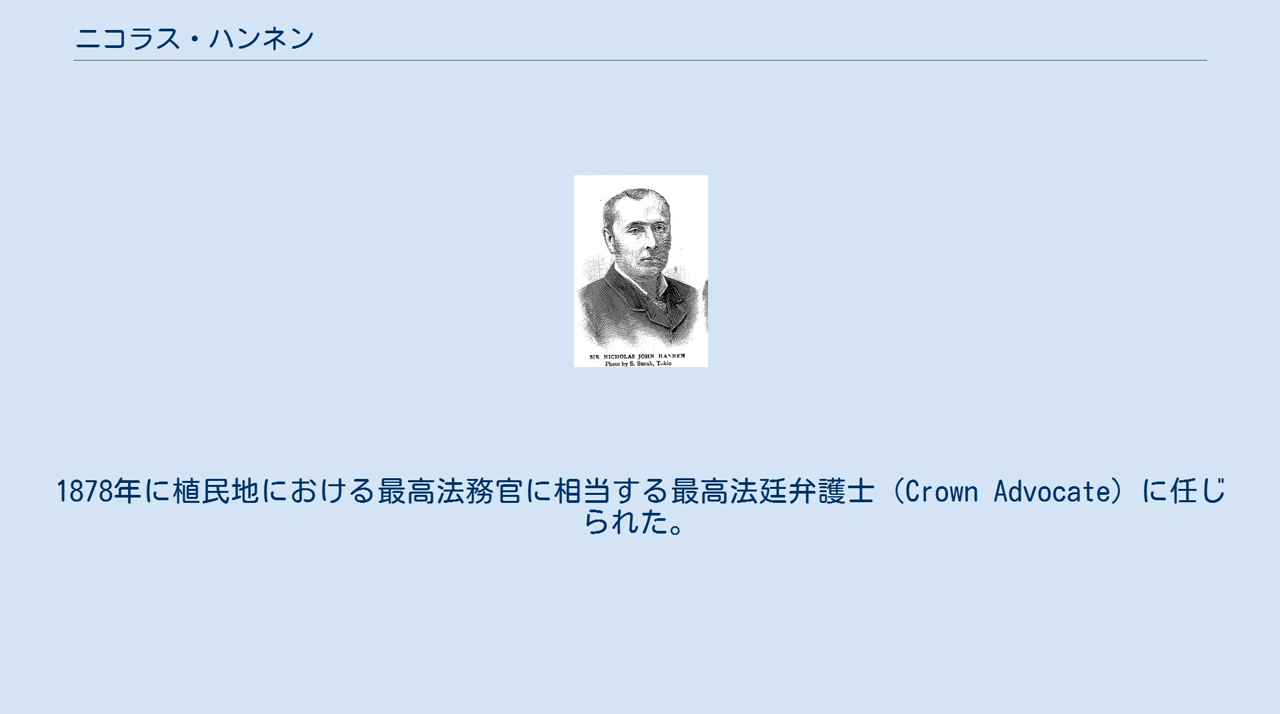 ニコラス・ハンネン
SIR NICHOLAS JOHN HANNEN
Photo by S. Suzuk, Tokio
1878年に植民地における最高法務官に相当する最高法廷弁護士（Crown Advocate）に任じ
られた。